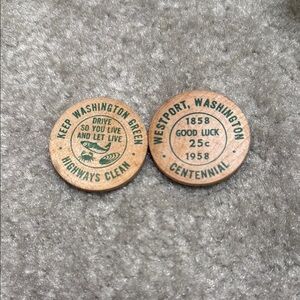 KEEP WASHINGTON GREEN
DRIVE
SO YOU LIVE
AND LET LIVE
HIGHWAYS CLEAN
WESTPORT, WASHINGTON
1858
GOOD LUCK
25c
1958
CENTENNIAL